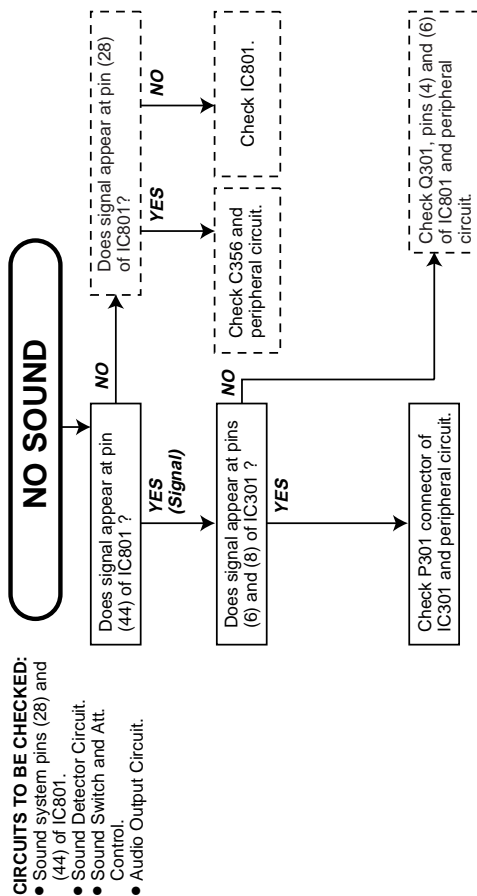 NO SOUND
CIRCUITS TO BE CHECKED:
● Sound system pins (28) and
(44) of IC801.
● Sound Detector Circuit.
● Sound Switch and Att.
Control.
● Audio Output Circuit.
Does signal appear at pin
(44) of IC801 ?
NO
Does signal appear at pin (28)
of IC801?
YES
(Signal)
YES
NO
Check C356 and
peripheral circuit.
Check IC801.
Does signal appear at pins
(6) and (8) of IC301 ?
NO
YES
Check P301 connector of
IC301 and peripheral circuit.
Check Q301, pins (4) and (6)
of IC801 and peripheral
circuit.